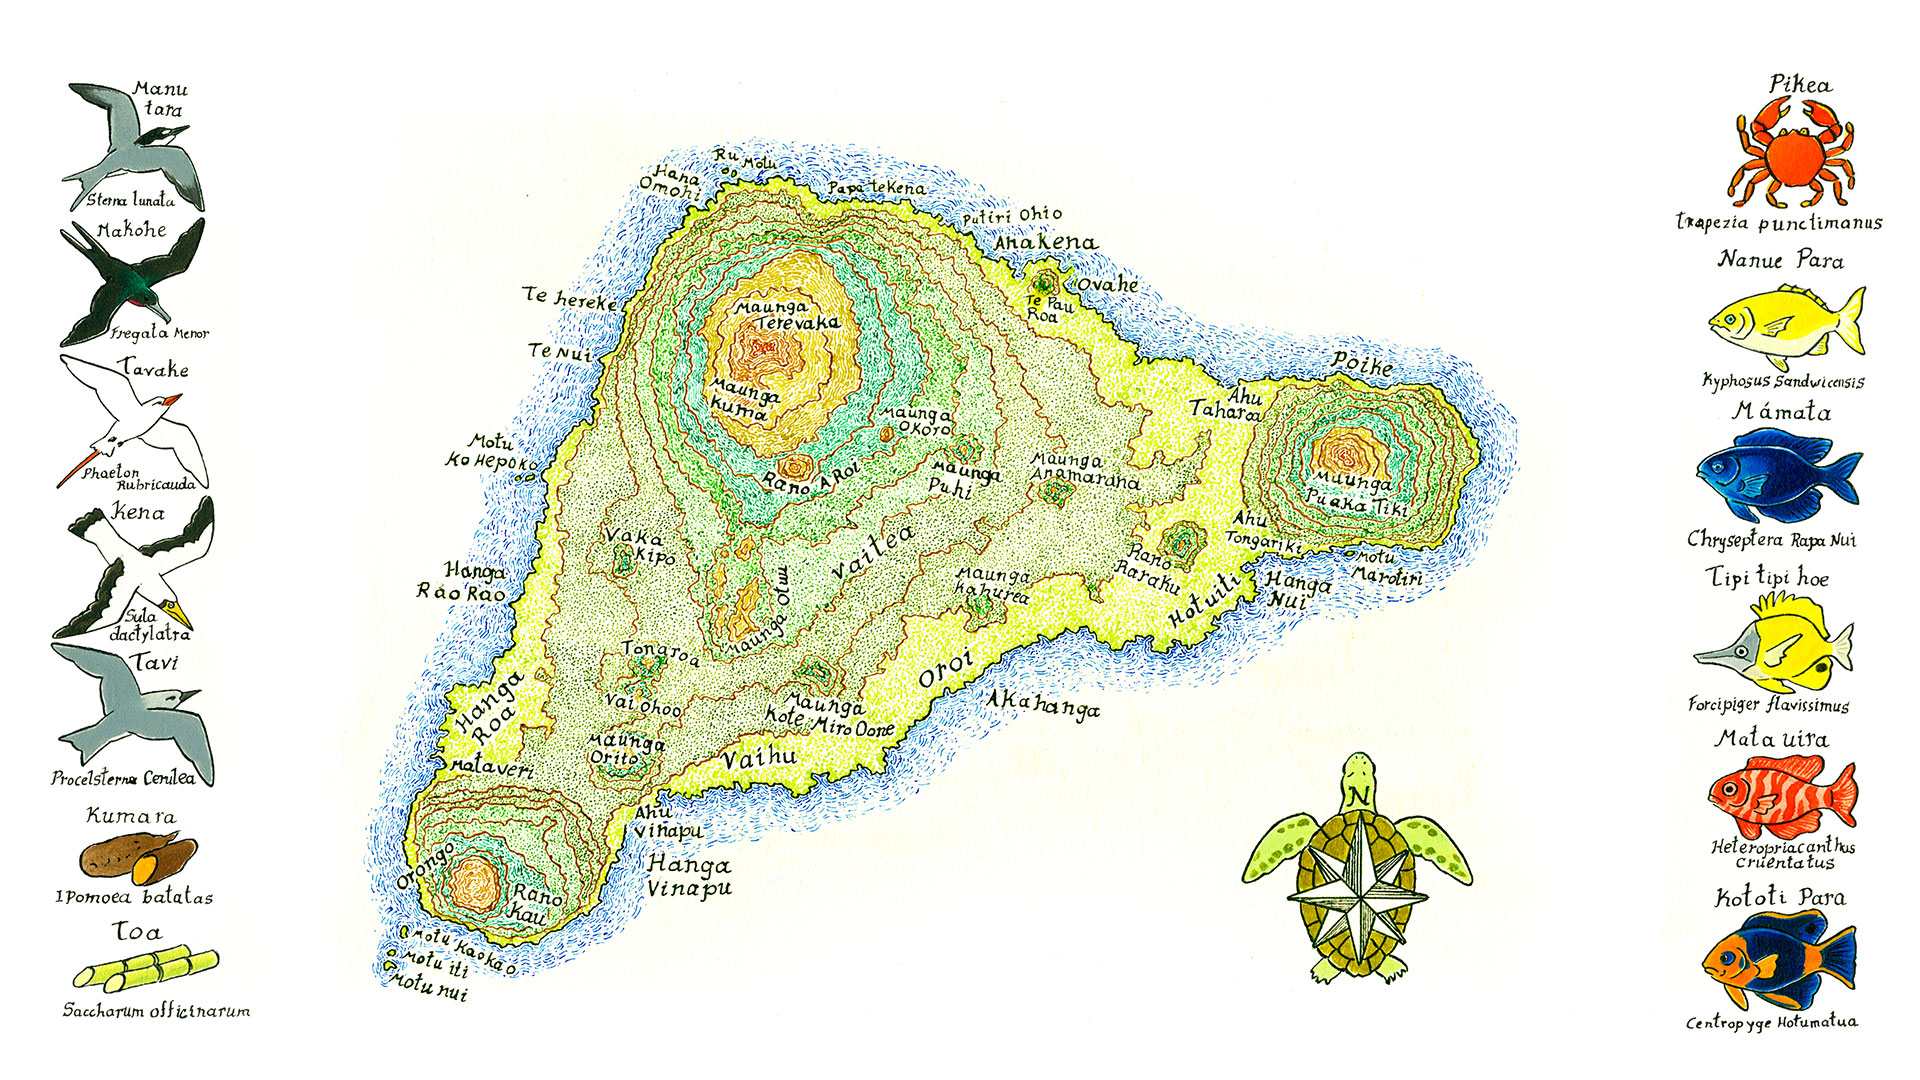 Manu
tara
Sterna lunata
Makohe
Fregata Menor
Tavake
Phaeton
Rubricauda
Kena
Sula
dactylatra
Tavi
Procelsterna Cerulea
Kumara
Ipomoea batatas
Toa
Saccharum officinarum
Ru Motu
Hana
Omohi
Papa tekena
Putiri Ohio
Anakena
Ovahe
Te Pau
Roa
Te hereke
Te Nui
Maunga
Terevaka
Maunga
Kuma
Maunga
Okoro
Rano A Roi
Maunga
Puhi
Maunga
Anamarana
Motu
Ko Hepoko
Poike
Ahu
Taharoa
Maunga
Puaka Tiki
Ahu
Tongariki
Motu
Marotiri
Rano
Raraku
Hotuiti
Hanga
Nui
Vaka
Kipo
Vaitea
Maunga Otu
Maunga
Kahurea
Hanga
Rao Rao
Tongaroa
Vai Ohoo
Oroi
Akahanga
Maunga
Kote Miro Oone
Hanga
Roa
Mataveri
Maunga
Orito
Vaihu
Ahu
Vinapu
Hanga
Vinapu
Orongo
Rano
Kau
Motu Kaokao
Motu iti
Motu nui
N
Pikea
Trapezia punctimanus
Nanue Para
Kyphosus Sandwicensis
Mámata
Chryseptera Rapa Nui
Tipi tipi hoe
Forcipiger flavissimus
Mata uira
Heteropriacanthus
cruentatus
Kototi Para
Centropyge Hotumatua